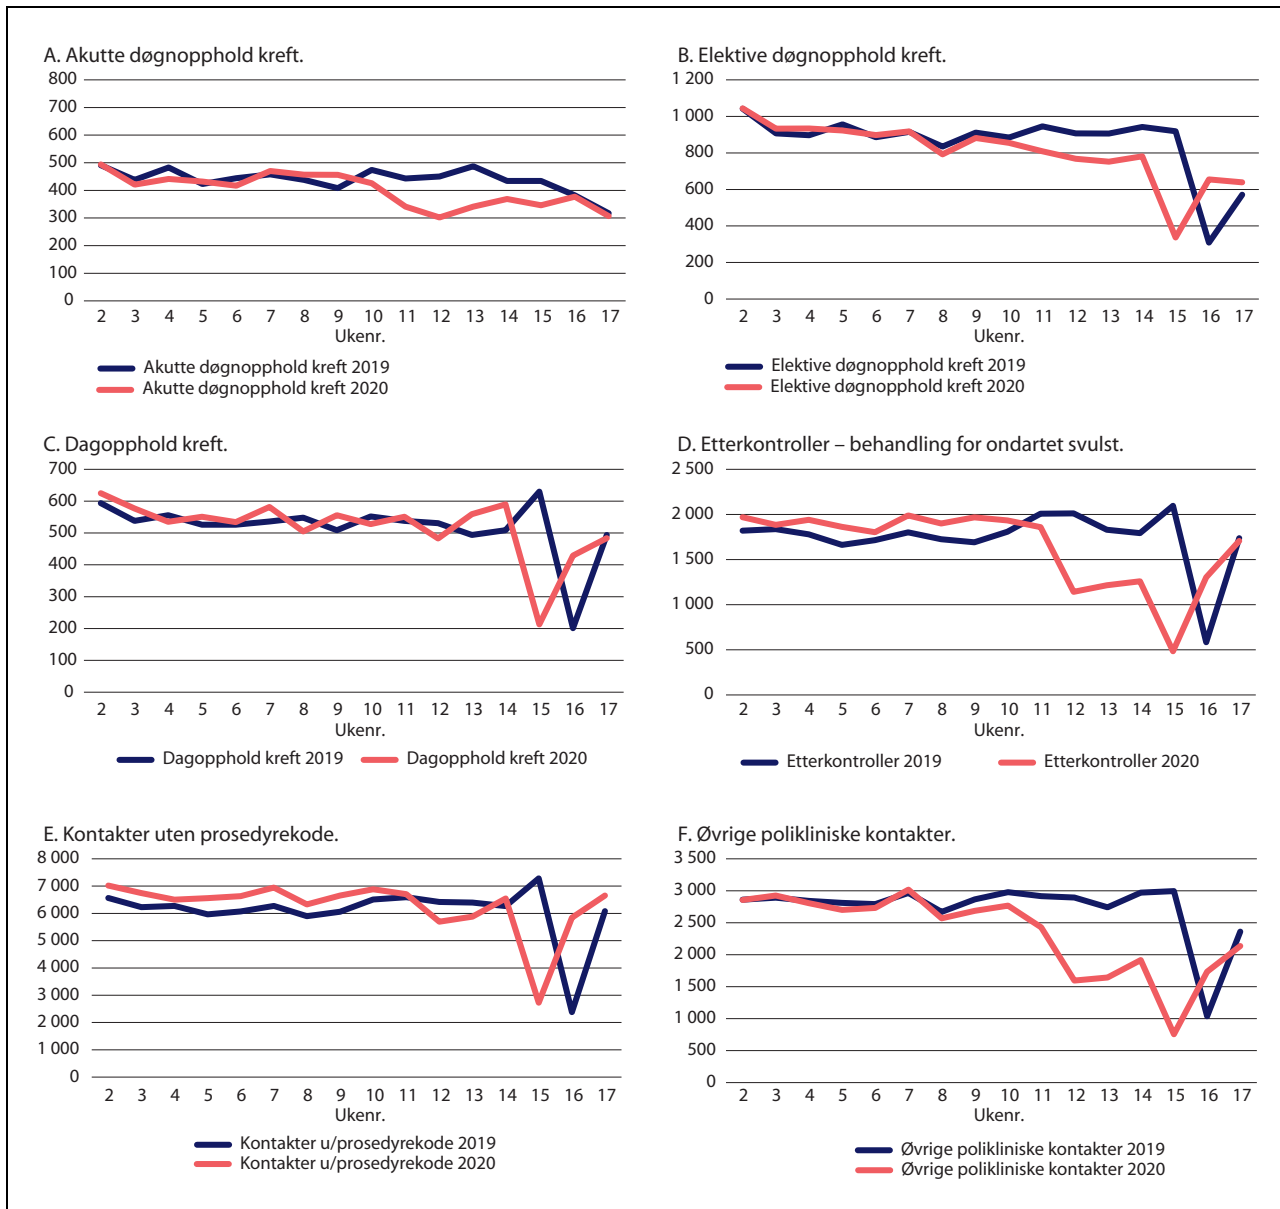 A. Akutte døgnopphold kreft.
800
700
600
500
400
300
200
100
0
2 3 4 5 6 7 8 9 10 11 12 13 14 15 16 17
Ukenr.
Akutte døgnopphold kreft 2019
Akutte døgnopphold kreft 2020
B. Elektive døgnopphold kreft.
1 200
1 000
800
600
400
200
0
2 3 4 5 6 7 8 9 10 11 12 13 14 15 16 17
Ukenr.
Elektive døgnopphold kreft 2019
Elektive døgnopphold kreft 2020
C. Dagopphold kreft.
700
600
500
400
300
200
100
0
2 3 4 5 6 7 8 9 10 11 12 13 14 15 16 17
Ukenr.
Dagopphold kreft 2019 Dagopphold kreft 2020
D. Etterkontroller – behandling for ondartet svulst.
2 500
2 000
1 500
1 000
500
0
2 3 4 5 6 7 8 9 10 11 12 13 14 15 16 17
Ukenr.
Etterkontroller 2019 Etterkontroller 2020
E. Kontakter uten prosedyrekode.
8 000
7 000
6 000
5 000
4 000
3 000
2 000
1 000
0
2 3 4 5 6 7 8 9 10 11 12 13 14 15 16 17
Ukenr.
Kontakter u/prosedyrekode 2019
Kontakter u/prosedyrekode 2020
F. Øvrige polikliniske kontakter.
3 500
3 000
2 500
2 000
1 500
1 000
500
0
2 3 4 5 6 7 8 9 10 11 12 13 14 15 16 17
Ukenr.
Øvrige polikliniske kontakter 2019
Øvrige polikliniske kontakter 2020